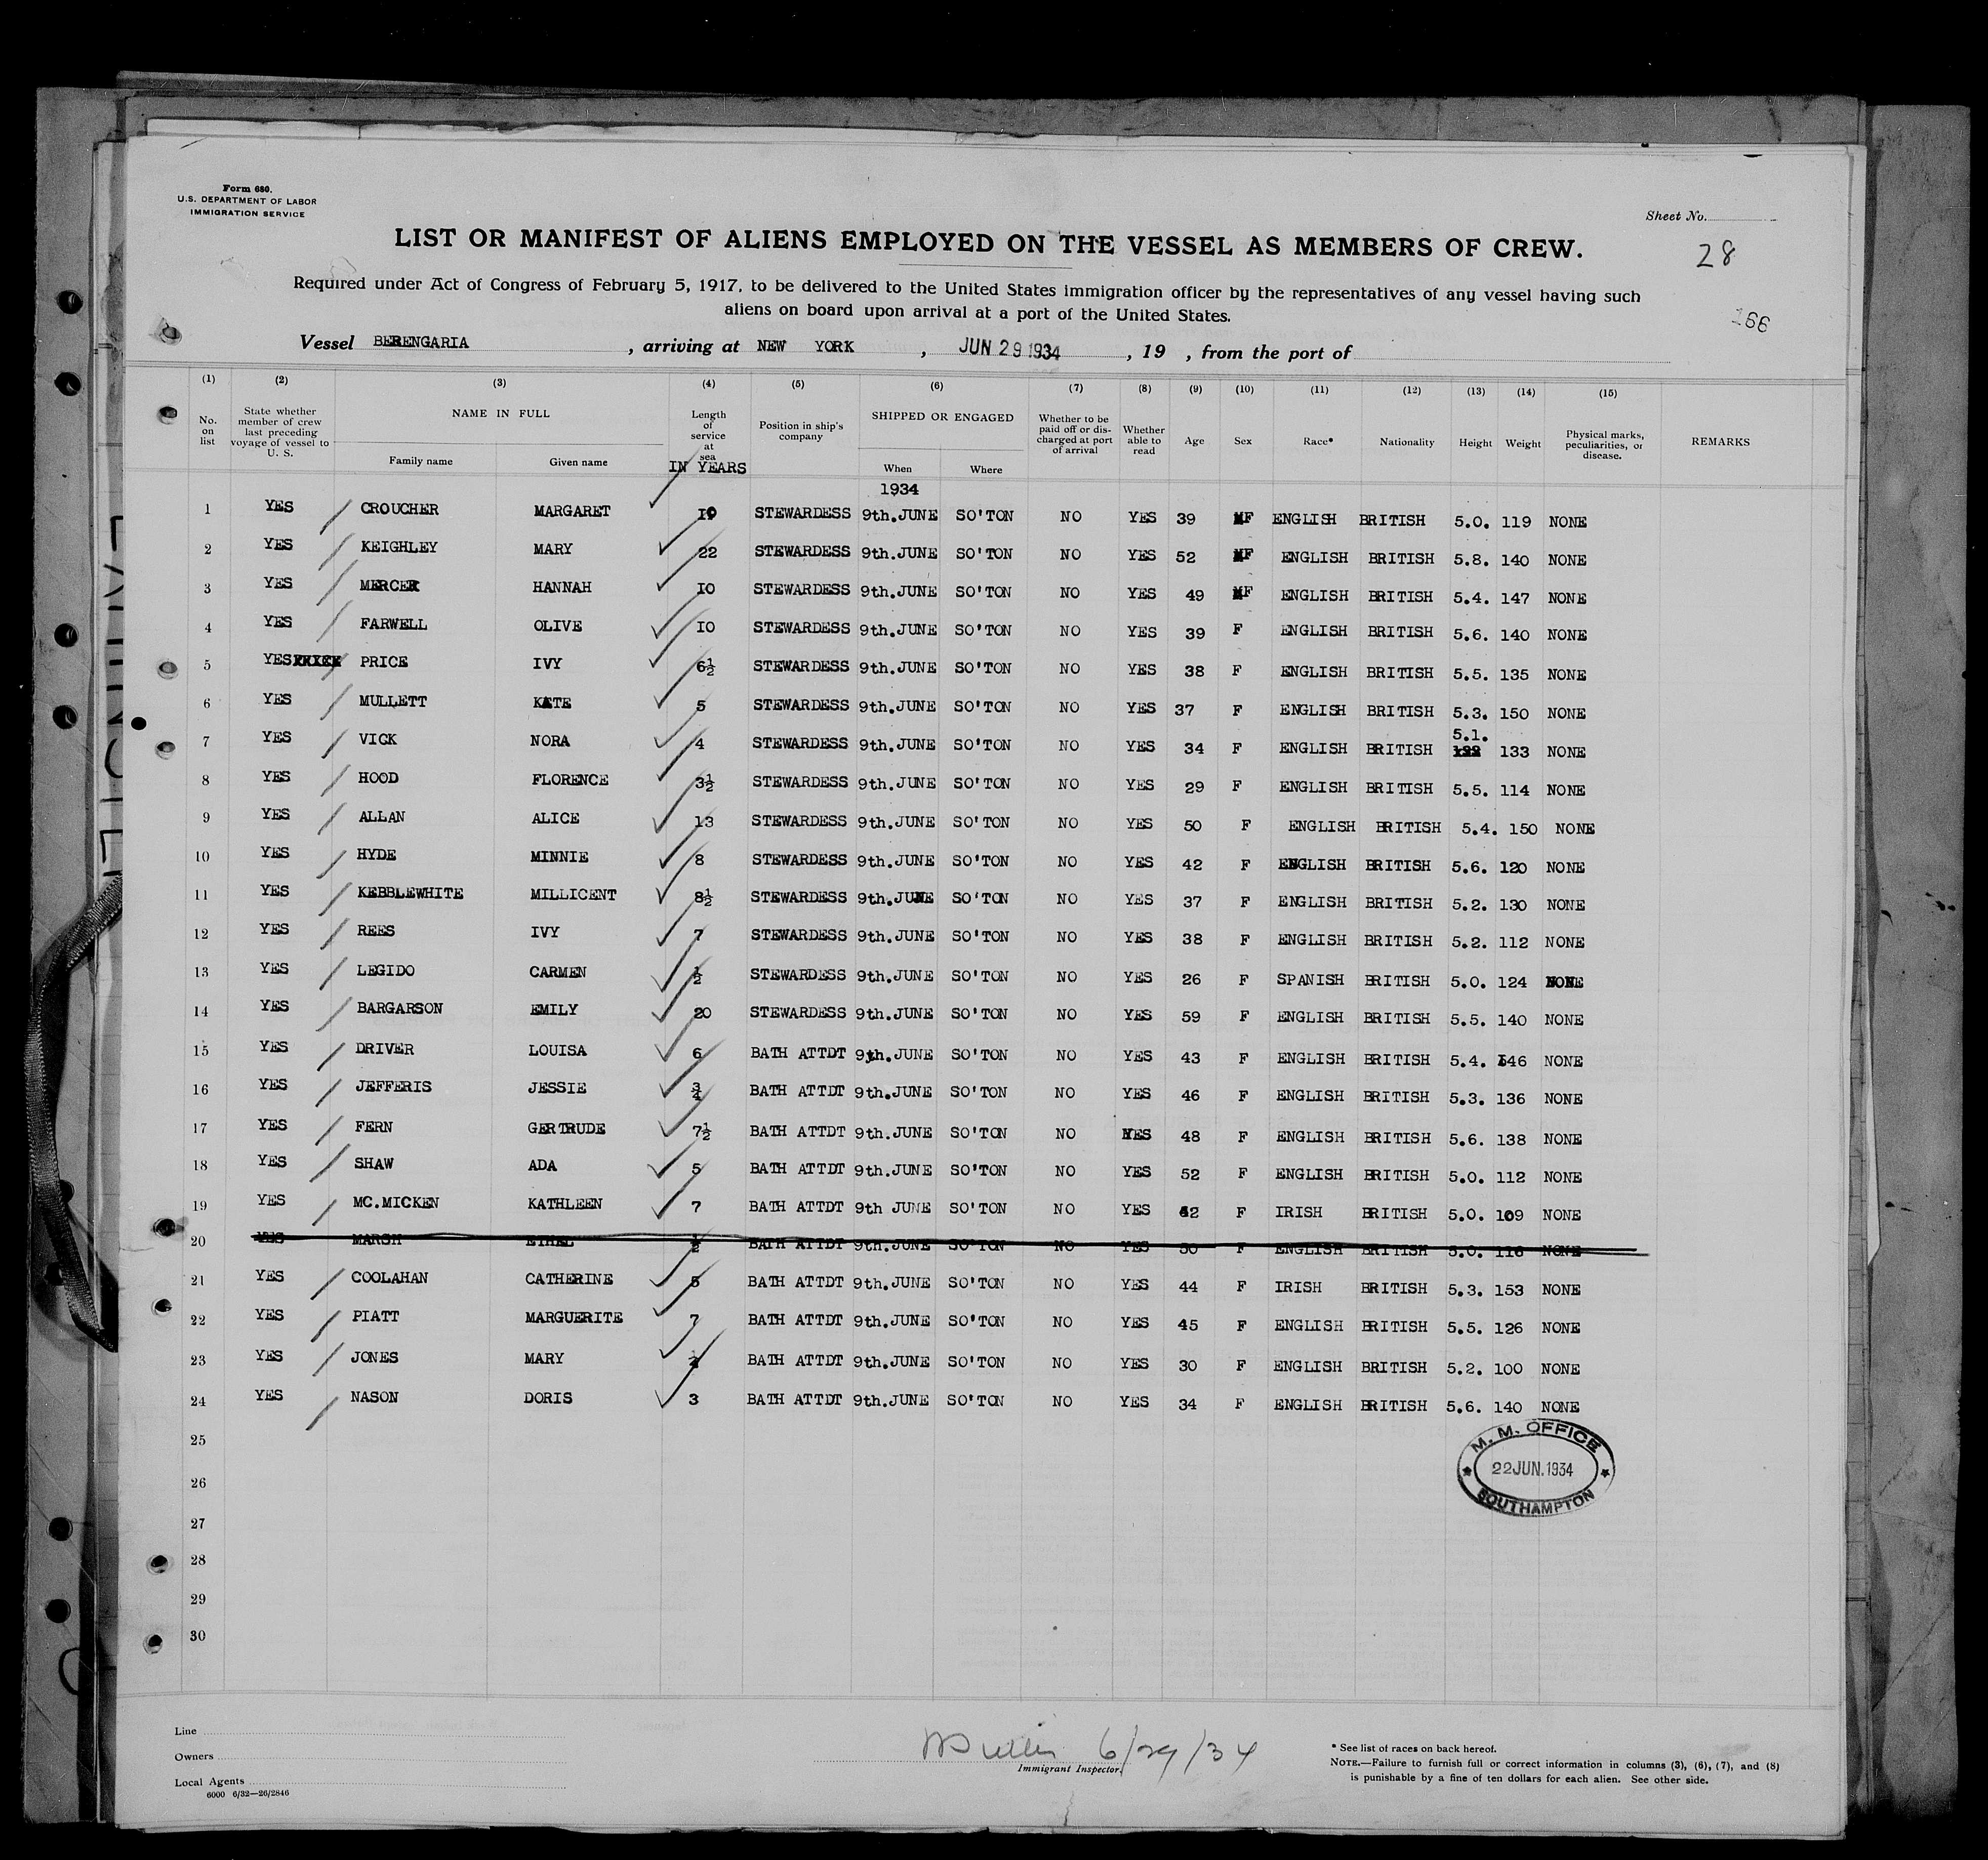 Form 680.
U.S. DEPARTMENT OF LABOR
IMMIGRATION SERVICE
Sheet No.
LIST OR MANIFEST OF ALIENS EMPLOYED ON THE VESSEL AS MEMBERS OF CREW.
28
Required under Act of Congress of February 5, 1917, to be delivered to the United States immigration officer by the representatives of any vessel having such
aliens on board upon arrival at a port of the United States.
166
Vessel BERENGARIA, arriving at NEW YORK, JUN 29 1934, 19 , from the port of
(1) (2) (3) (4) (5) (6) (7) (8) (9) (10) (11) (12) (13) (14) (15)
No. on list State whether member of crew last preceding voyage of vessel to U. S. NAME IN FULL Family name Given name Length of service at sea IN YEARS Position in ship's company SHIPPED OR ENGAGED When Where Whether to be paid off or discharged at port of arrival Whether able to read Age Sex Race* Nationality Height Weight Physical marks, peculiarities, or disease. REMARKS
1934
1 YES CROUCHER MARGARET 10 STEWARDESS 9th.JUNE SO'TON NO YES 39 F ENGLISH BRITISH 5.0. 119 NONE
2 YES KEIGHLEY MARY 22 STEWARDESS 9th.JUNE SO'TON NO YES 52 F ENGLISH BRITISH 5.8. 140 NONE
3 YES MERCER HANNAH 10 STEWARDESS 9th.JUNE SO'TON NO YES 49 F ENGLISH BRITISH 5.4. 147 NONE
4 YES FARWELL OLIVE 10 STEWARDESS 9th.JUNE SO'TON NO YES 39 F ENGLISH BRITISH 5.6. 140 NONE
5 YES PRICE IVY 6½ STEWARDESS 9th.JUNE SO'TON NO YES 38 F ENGLISH BRITISH 5.5. 135 NONE
6 YES MULLETT KATE 5 STEWARDESS 9th.JUNE SO'TON NO YES 37 F ENGLISH BRITISH 5.3. 150 NONE
7 YES VICK NORA 4 STEWARDESS 9th.JUNE SO'TON NO YES 34 F ENGLISH BRITISH 5.1. 133 NONE
8 YES HOOD FLORENCE 3½ STEWARDESS 9th.JUNE SO'TON NO YES 29 F ENGLISH BRITISH 5.5. 114 NONE
9 YES ALLAN ALICE 13 STEWARDESS 9th.JUNE SO'TON NO YES 50 F ENGLISH BRITISH 5.4. 150 NONE
10 YES HYDE MINNIE 8 STEWARDESS 9th.JUNE SO'TON NO YES 42 F ENGLISH BRITISH 5.6. 120 NONE
11 YES KEBBLEWHITE MILLICENT 8½ STEWARDESS 9th.JUNE SO'TON NO YES 37 F ENGLISH BRITISH 5.2. 130 NONE
12 YES REES IVY 7 STEWARDESS 9th.JUNE SO'TON NO YES 38 F ENGLISH BRITISH 5.2. 112 NONE
13 YES LEGIDO CARMEN ½ STEWARDESS 9th.JUNE SO'TON NO YES 26 F SPANISH BRITISH 5.0. 124 NONE
14 YES BARGARSON EMILY 20 STEWARDESS 9th.JUNE SO'TON NO YES 59 F ENGLISH BRITISH 5.5. 140 NONE
15 YES DRIVER LOUISA 6 BATH ATTDT 9th.JUNE SO'TON NO YES 43 F ENGLISH BRITISH 5.4. 146 NONE
16 YES JEFFERIS JESSIE ¾ BATH ATTDT 9th.JUNE SO'TON NO YES 46 F ENGLISH BRITISH 5.3. 136 NONE
17 YES FERN GERTRUDE 7½ BATH ATTDT 9th.JUNE SO'TON NO YES 48 F ENGLISH BRITISH 5.6. 138 NONE
18 YES SHAW ADA 5 BATH ATTDT 9th.JUNE SO'TON NO YES 52 F ENGLISH BRITISH 5.0. 112 NONE
19 YES MC.MICKEN KATHLEEN 7 BATH ATTDT 9th JUNE SO'TON NO YES 42 F IRISH BRITISH 5.0. 109 NONE
20 YES MARSH ETHEL ½ BATH ATTDT 9th.JUNE SO'TON NO YES 50 F ENGLISH BRITISH 5.0. 116 NONE
21 YES COOLAHAN CATHERINE 5 BATH ATTDT 9th.JUNE SO'TON NO YES 44 F IRISH BRITISH 5.3. 153 NONE
22 YES PIATT MARGUERITE 7 BATH ATTDT 9th.JUNE SO'TON NO YES 45 F ENGLISH BRITISH 5.5. 126 NONE
23 YES JONES MARY BATH ATTDT 9th.JUNE SO'TON NO YES 30 F ENGLISH BRITISH 5.2. 100 NONE
24 YES NASON DORIS 3 BATH ATTDT 9th.JUNE SO'TON NO YES 34 F ENGLISH BRITISH 5.6. 140 NONE
25
M. M. OFFICE
22 JUN. 1934
SOUTHAMPTON
26
27
28
29
30
Line
Owners
Local Agents
6000 6/32—26/2846
6/29/34
Immigrant Inspector.
* See list of races on back hereof.
NOTE.—Failure to furnish full or correct information in columns (3), (6), (7), and (8)
is punishable by a fine of ten dollars for each alien. See other side.